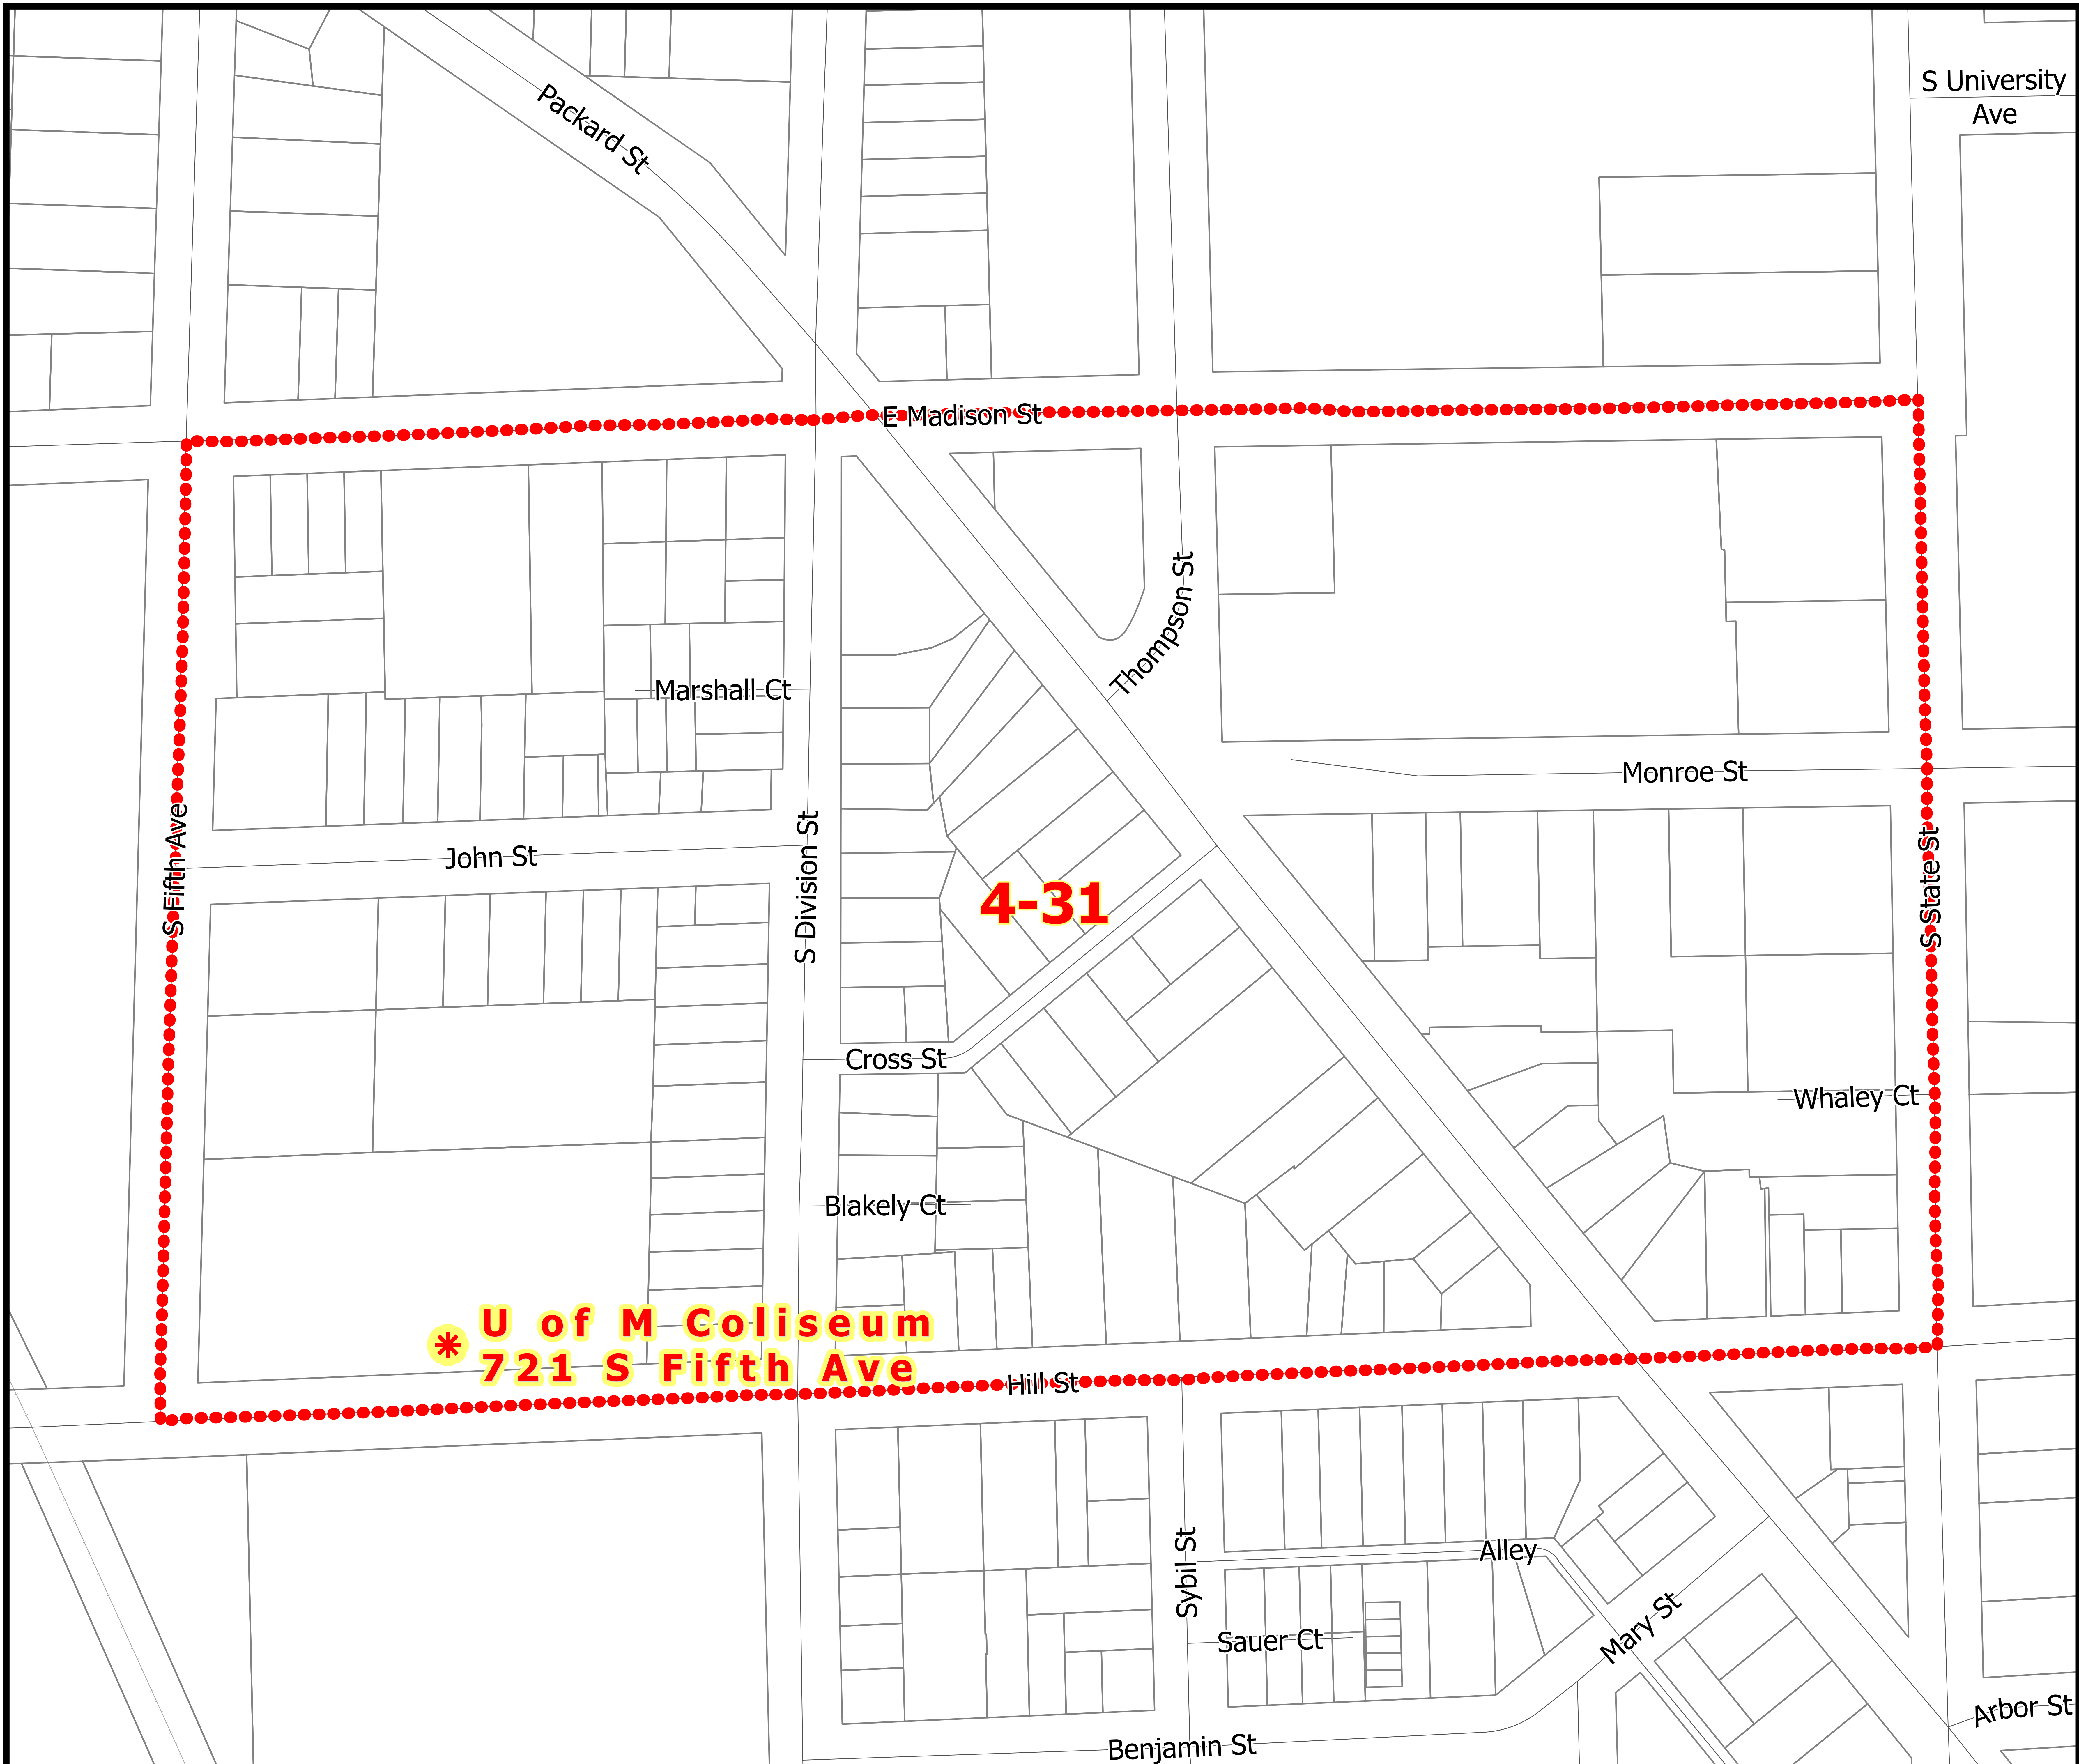 S University
Ave
Packard St
E Madison St
Thompson St
Marshall Ct
Monroe St
S Fifth Ave
John St
S Division St
4-31
S State St
Cross St
Whaley Ct
Blakely Ct
U of M Coliseum
721 S Fifth Ave
Hill St
Sybil St
Alley
Sauer Ct
Mary St
Arbor St
Benjamin St